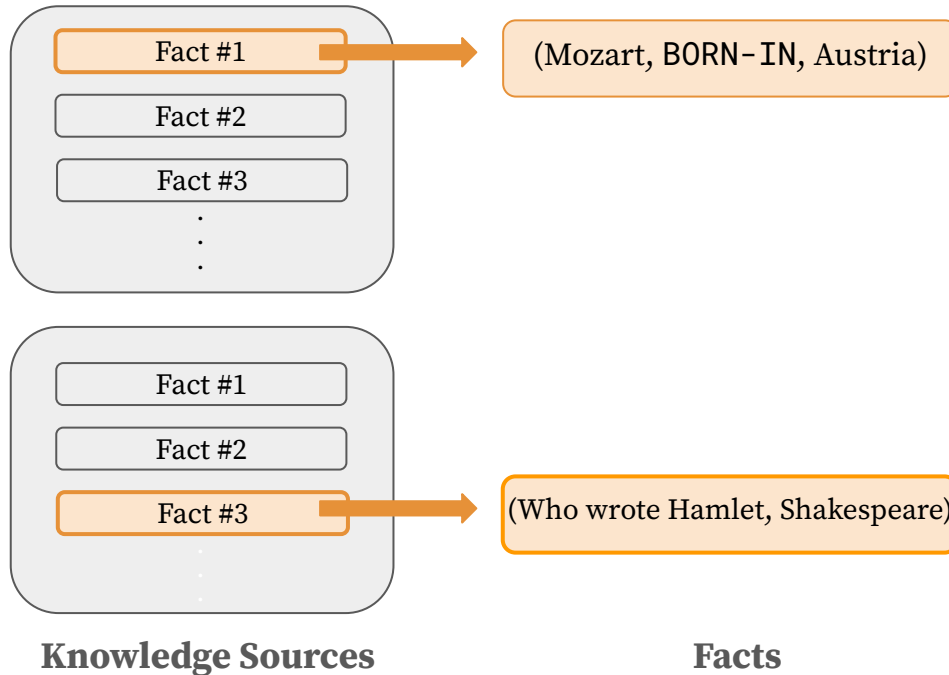 Fact #1
(Mozart, BORN-IN, Austria)
Fact #2
Fact #3
.
.
.
Fact #1
Fact #2
Fact #3
(Who wrote Hamlet, Shakespeare)
.
.
.
Knowledge Sources
Facts